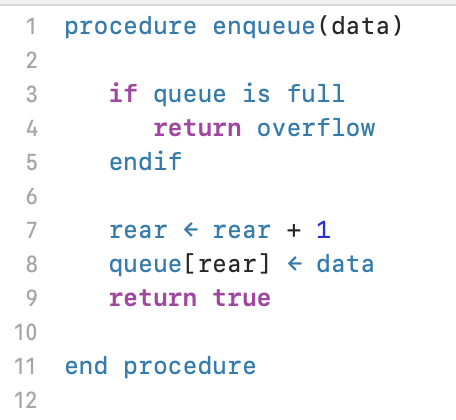 1 procedure enqueue(data)
2
3 if queue is full
4 return overflow
5 endif
6
7 rear ← rear + 1
8 queue[rear] ← data
9 return true
10
11 end procedure
12